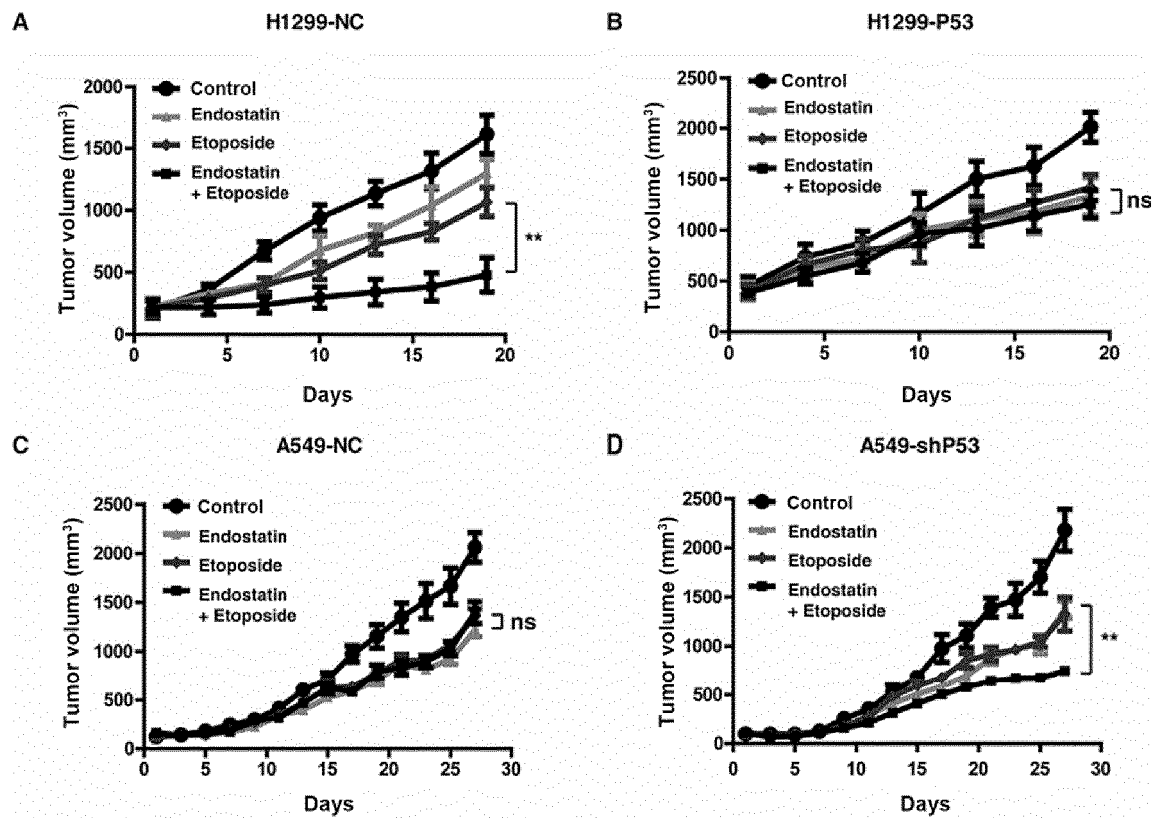 A
H1299-NC
2000
1500
1000
500
0
Tumor volume (mm³)
Control
Endostatin
Etoposide
Endostatin
+ Etoposide
**
0
5
10
15
20
Days
B
H1299-P53
2500
2000
1500
1000
500
0
Tumor volume (mm³)
Control
Endostatin
Etoposide
Endostatin
+ Etoposide
ns
0
5
10
15
20
Days
C
A549-NC
2500
2000
1500
1000
500
0
Tumor volume (mm³)
Control
Endostatin
Etoposide
Endostatin
+ Etoposide
ns
0
5
10
15
20
25
30
Days
D
A549-shP53
2500
2000
1500
1000
500
0
Tumor volume (mm³)
Control
Endostatin
Etoposide
Endostatin
+ Etoposide
**
0
5
10
15
20
25
30
Days